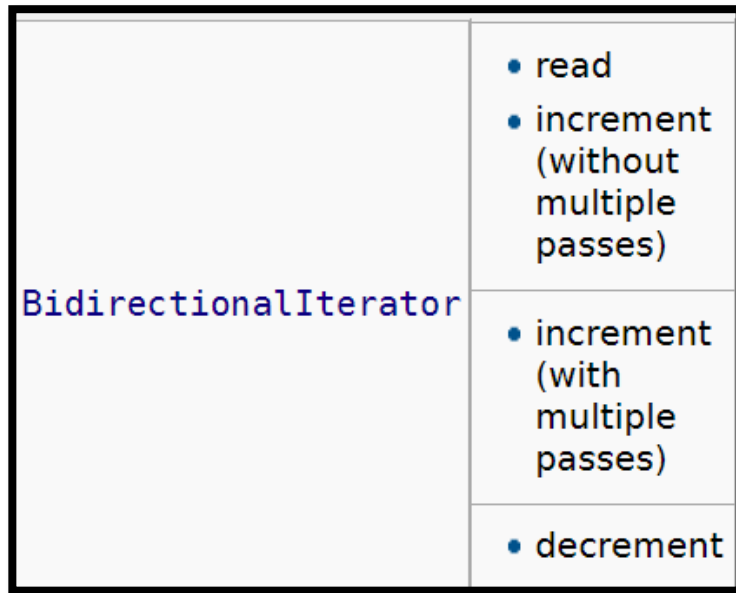 BidirectionalIterator
• read
• increment
(without
multiple
passes)
• increment
(with
multiple
passes)
• decrement